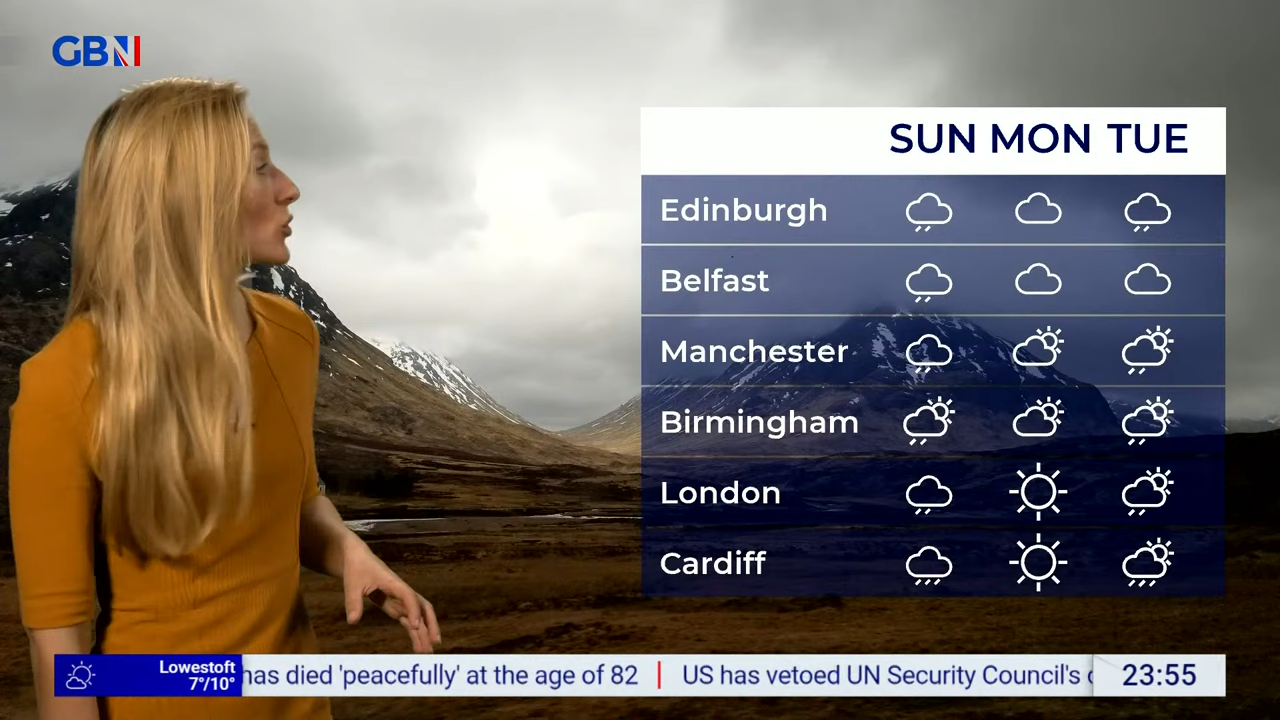 GBN
SUN MON TUE
Edinburgh
Belfast
Manchester
Birmingham
London
Cardiff
Lowestoft
7°/10°
has died 'peacefully' at the age of 82 | US has vetoed UN Security Council's
23:55